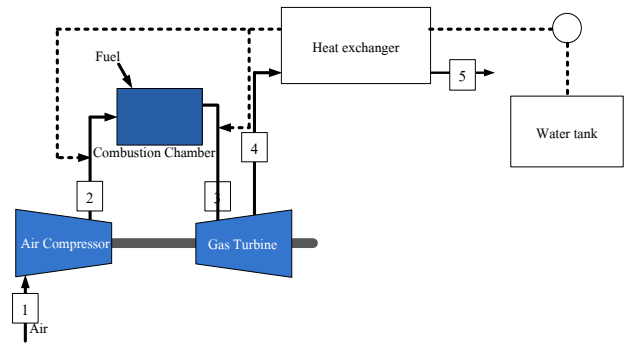 Heat exchanger
Fuel
5
Water tank
4
Combustion Chamber
2
3
Air Compressor
Gas Turbine
1
Air